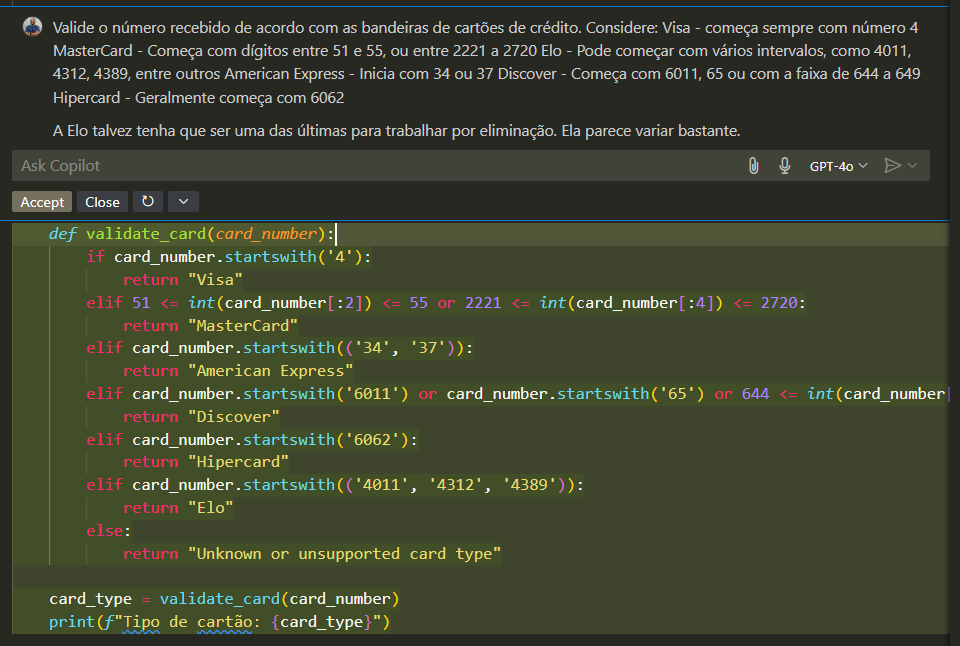 Valide o número recebido de acordo com as bandeiras de cartões de crédito. Considere: Visa - começa sempre com número 4
MasterCard - Começa com dígitos entre 51 e 55, ou entre 2221 a 2720 Elo - Pode começar com vários intervalos, como 4011,
4312, 4389, entre outros American Express - Inicia com 34 ou 37 Discover - Começa com 6011, 65 ou com a faixa de 644 a 649
Hipercard - Geralmente começa com 6062
A Elo talvez tenha que ser uma das últimas para trabalhar por eliminação. Ela parece variar bastante.
Ask Copilot GPT-4o
Accept Close
def validate_card(card_number):
    if card_number.startswith('4'):
        return "Visa"
    elif 51 <= int(card_number[:2]) <= 55 or 2221 <= int(card_number[:4]) <= 2720:
        return "MasterCard"
    elif card_number.startswith(('34', '37')):
        return "American Express"
    elif card_number.startswith('6011') or card_number.startswith('65') or 644 <= int(card_number[
        return "Discover"
    elif card_number.startswith('6062'):
        return "Hipercard"
    elif card_number.startswith(('4011', '4312', '4389')):
        return "Elo"
    else:
        return "Unknown or unsupported card type"
card_type = validate_card(card_number)
print(f"Tipo de cartão: {card_type}")